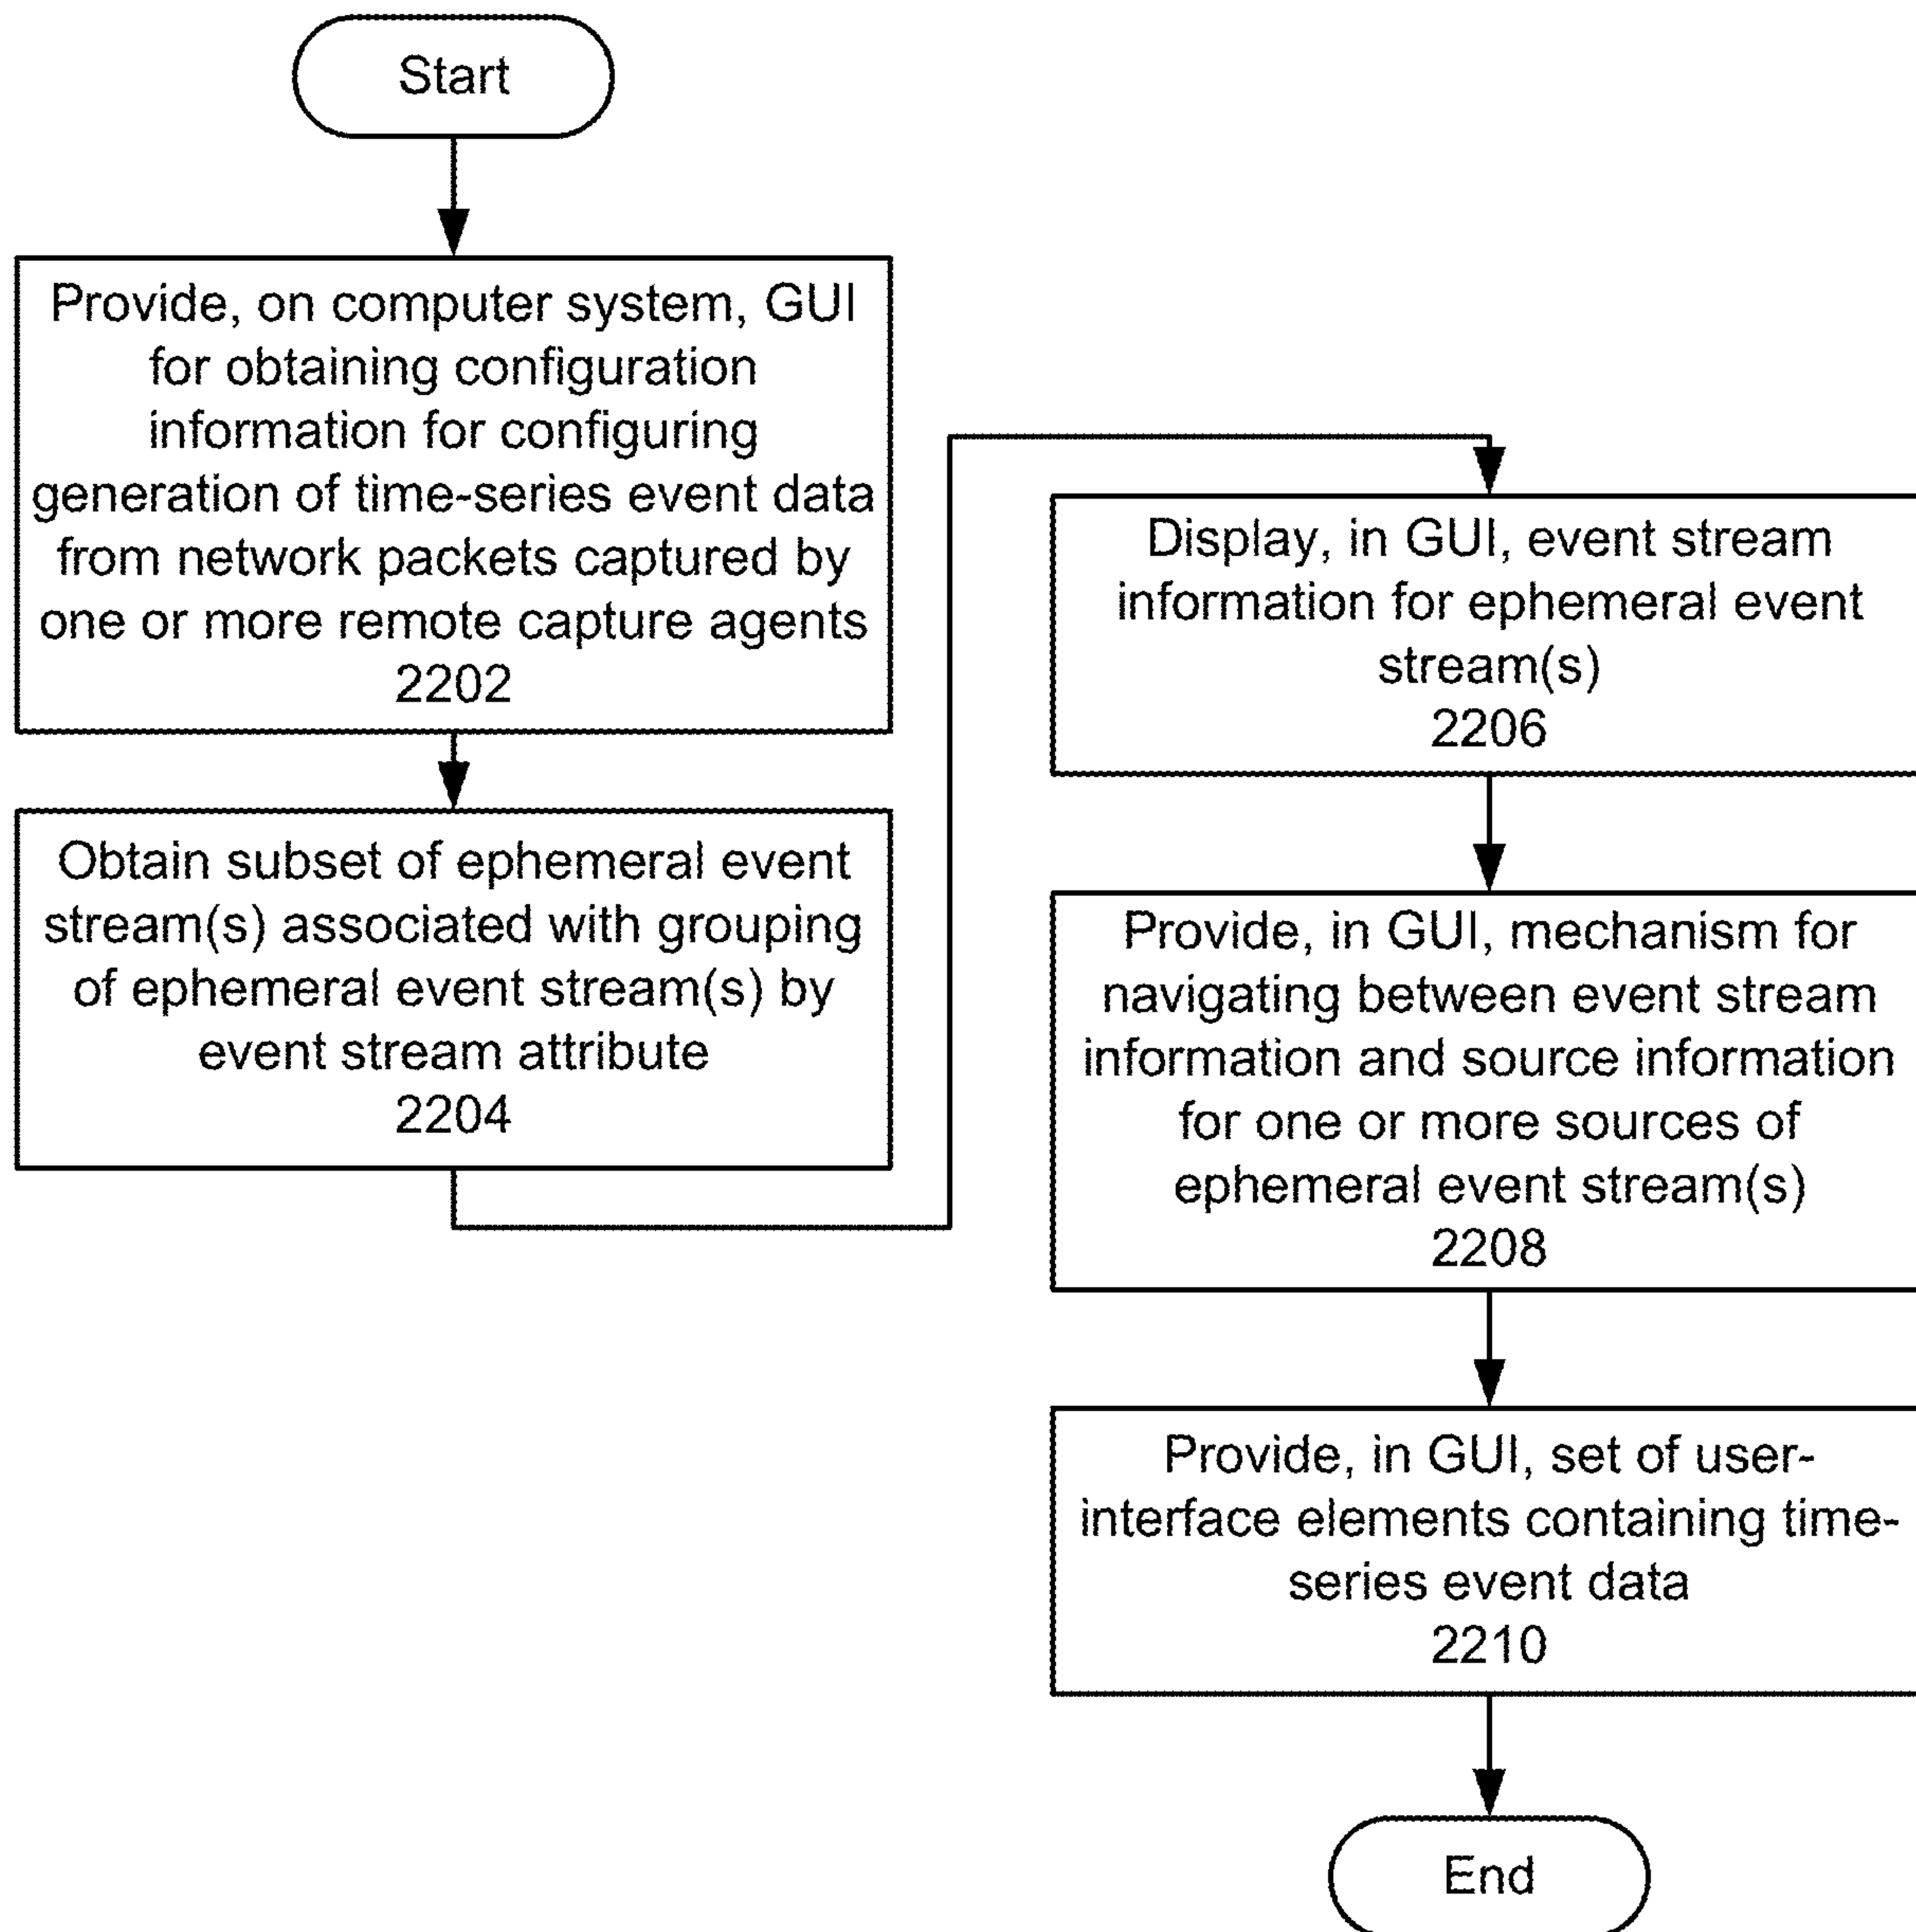 Start
Provide, on computer system, GUI
for obtaining configuration
information for configuring
generation of time-series event data
from network packets captured by
one or more remote capture agents
2202
Obtain subset of ephemeral event
stream(s) associated with grouping
of ephemeral event stream(s) by
event stream attribute
2204
Display, in GUI, event stream
information for ephemeral event
stream(s)
2206
Provide, in GUI, mechanism for
navigating between event stream
information and source information
for one or more sources of
ephemeral event stream(s)
2208
Provide, in GUI, set of user-
interface elements containing time-
series event data
2210
End